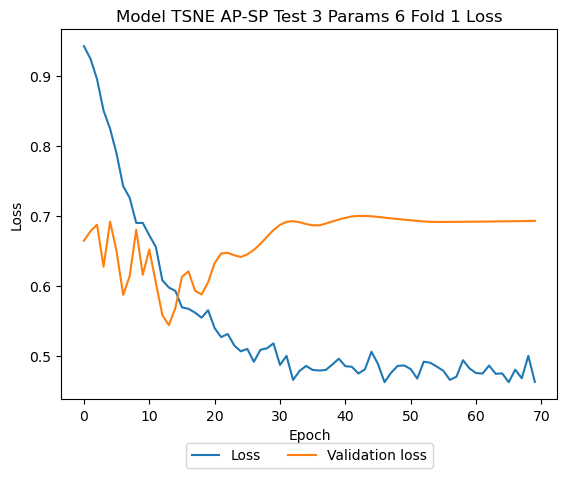 Model TSNE AP-SP Test 3 Params 6 Fold 1 Loss
0.9
0.8
0.7
0.6
0.5
Loss
0 10 20 30 40 50 60 70
Epoch
Loss Validation loss